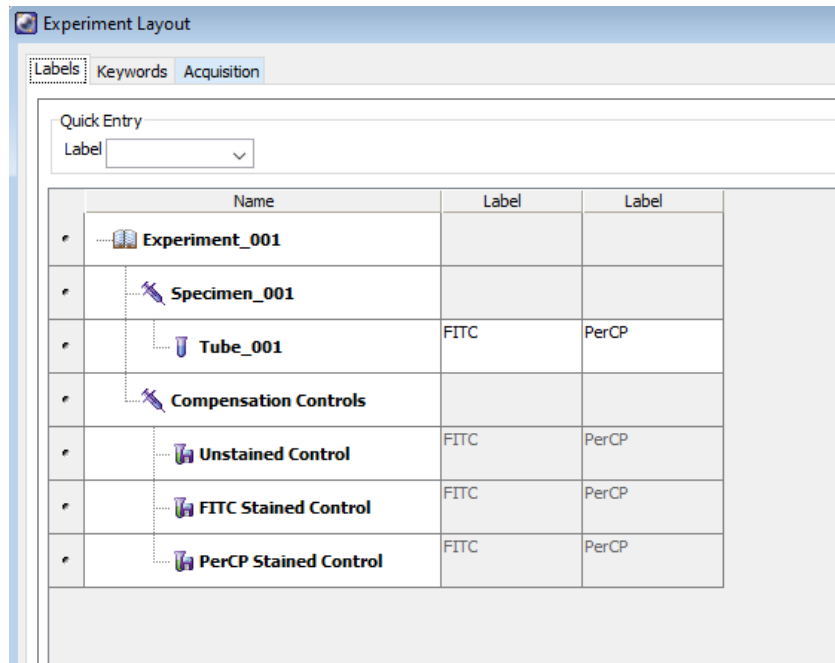 Experiment Layout
Labels Keywords Acquisition
Quick Entry
Label
Name Label Label
Experiment_001
Specimen_001
Tube_001 FITC PerCP
Compensation Controls
Unstained Control FITC PerCP
FITC Stained Control FITC PerCP
PerCP Stained Control FITC PerCP